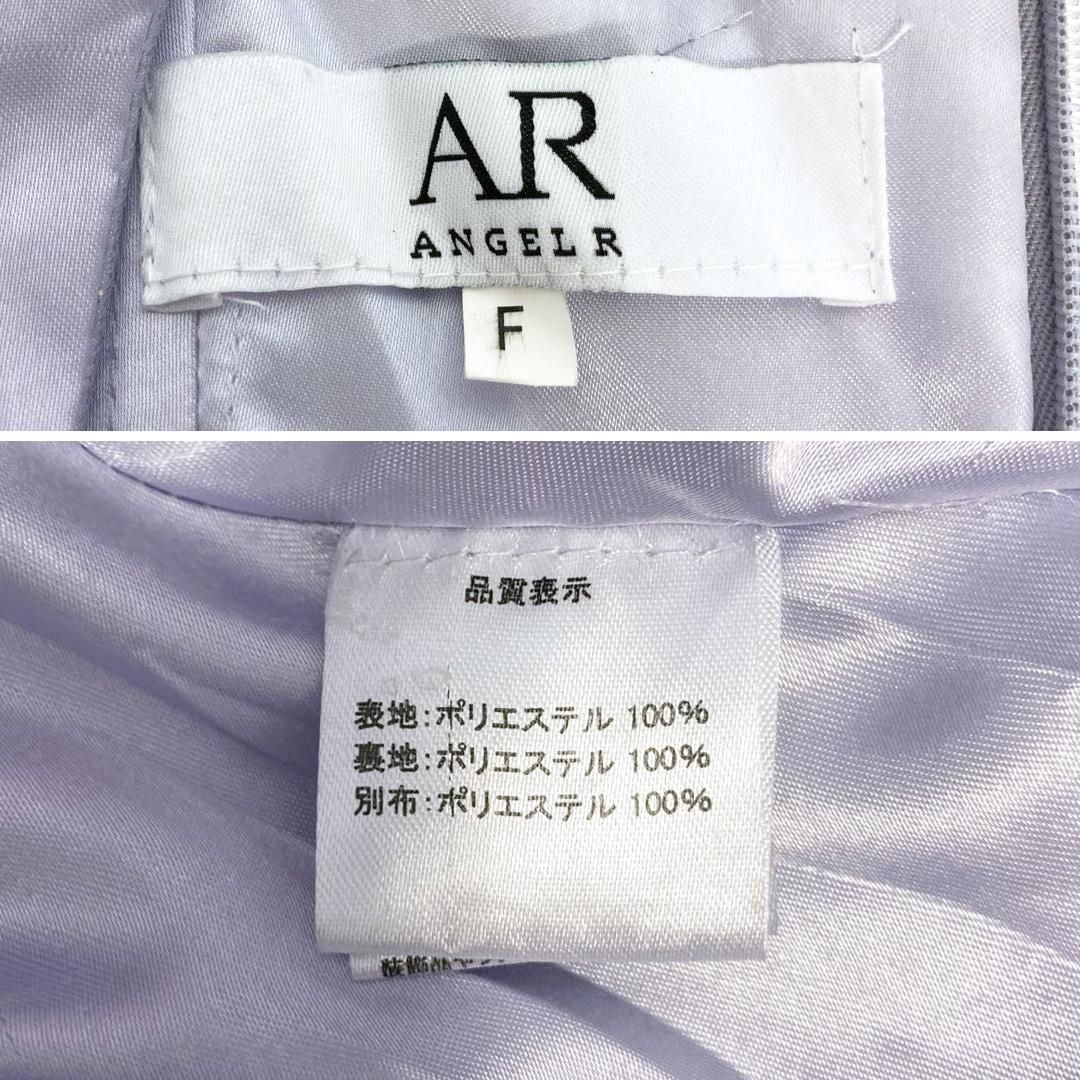 AR
ANGEL R
F
品質表示
表地:ポリエステル 100%
裏地:ポリエステル 100%
別布:ポリエステル 100%